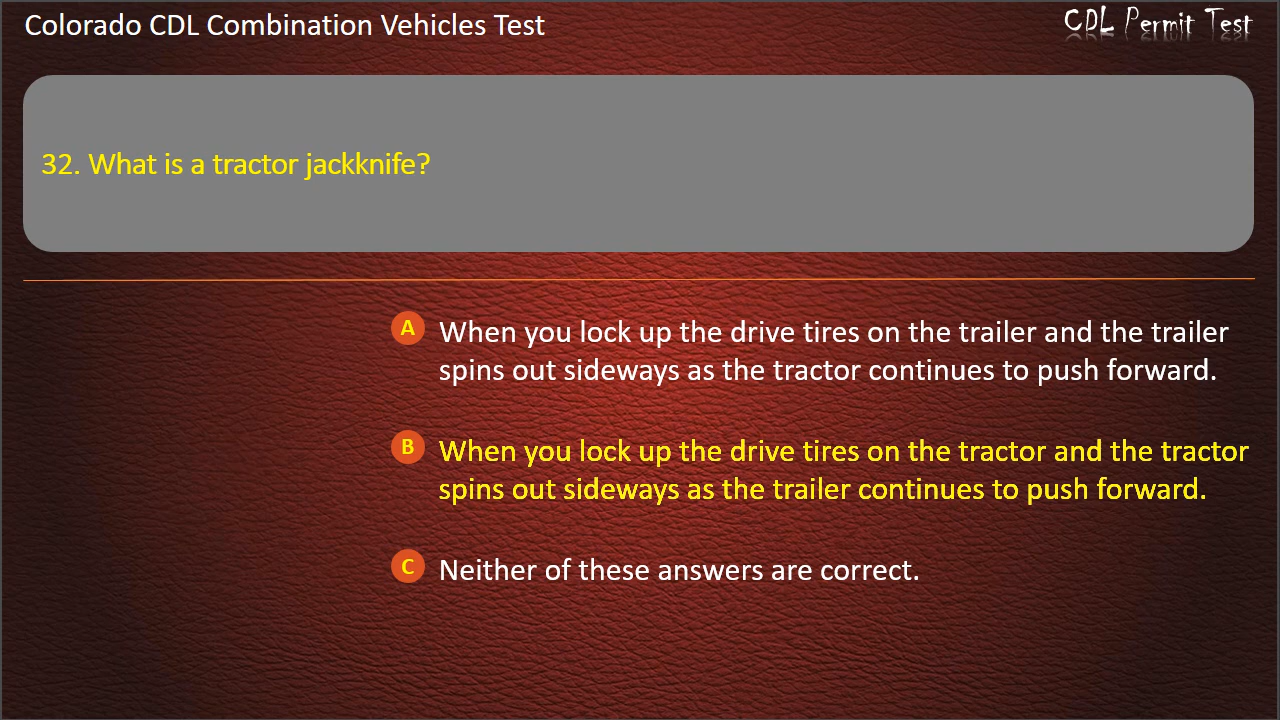 Colorado CDL Combination Vehicles Test
CDL Permit Test
32. What is a tractor jackknife?
A
When you lock up the drive tires on the trailer and the trailer
spins out sideways as the tractor continues to push forward.
B
When you lock up the drive tires on the tractor and the tractor
spins out sideways as the trailer continues to push forward.
C
Neither of these answers are correct.